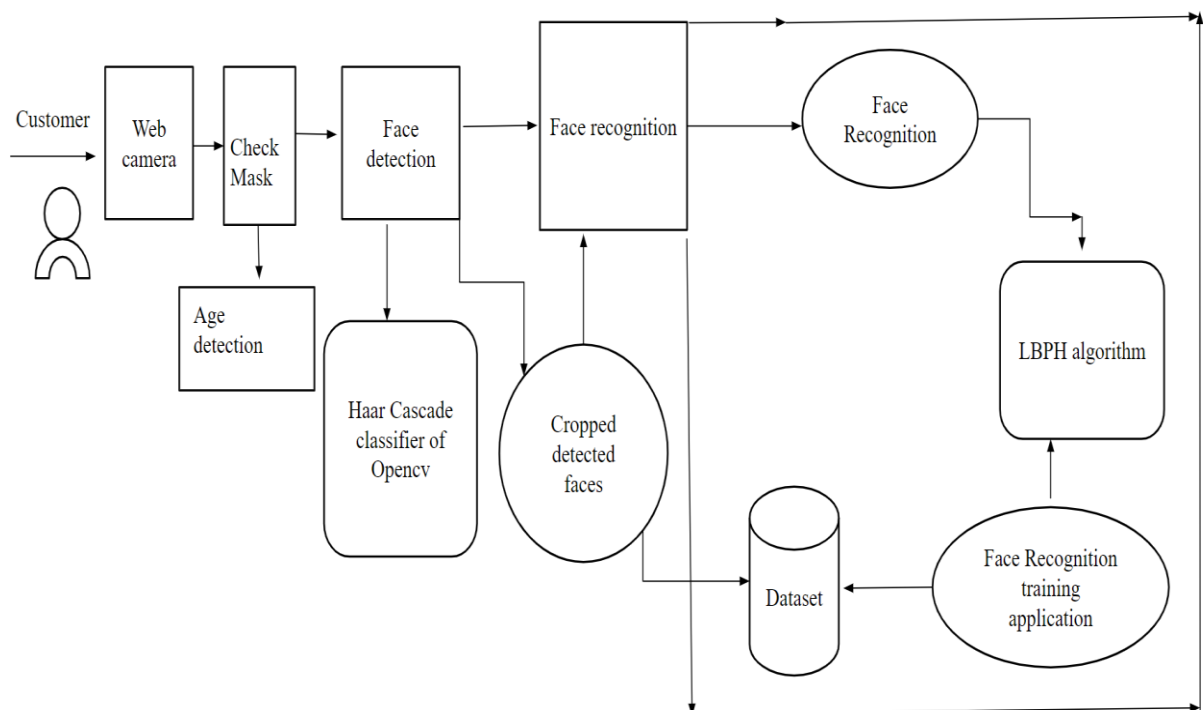 Customer
Web
camera
Check
Mask
Face
detection
Face recognition
Face
Recognition
Age
detection
Haar Cascade
classifier of
Opencv
Cropped
detected
faces
LBPH algorithm
Dataset
Face Recognition
training
application